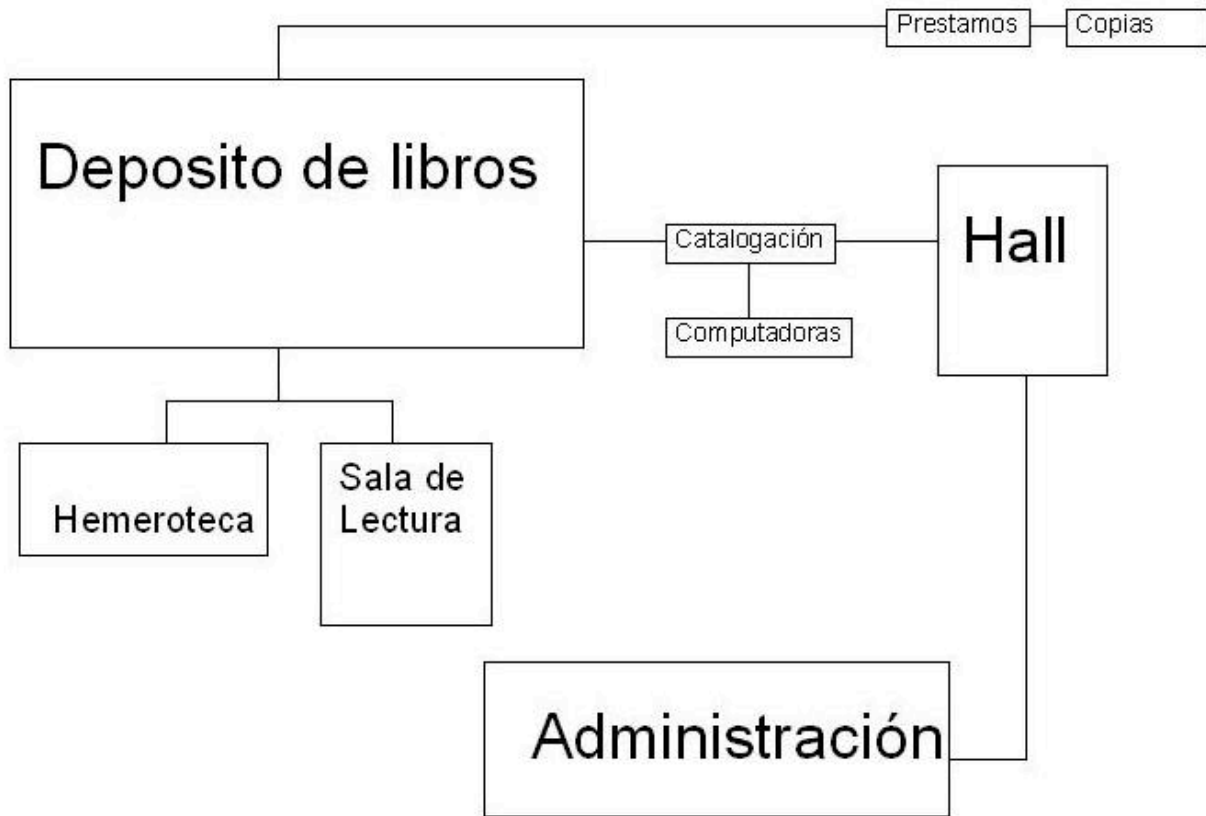 Prestamos
Copias
Deposito de libros
Catalogación
Hall
Computadoras
Hemeroteca
Sala de
Lectura
Administración